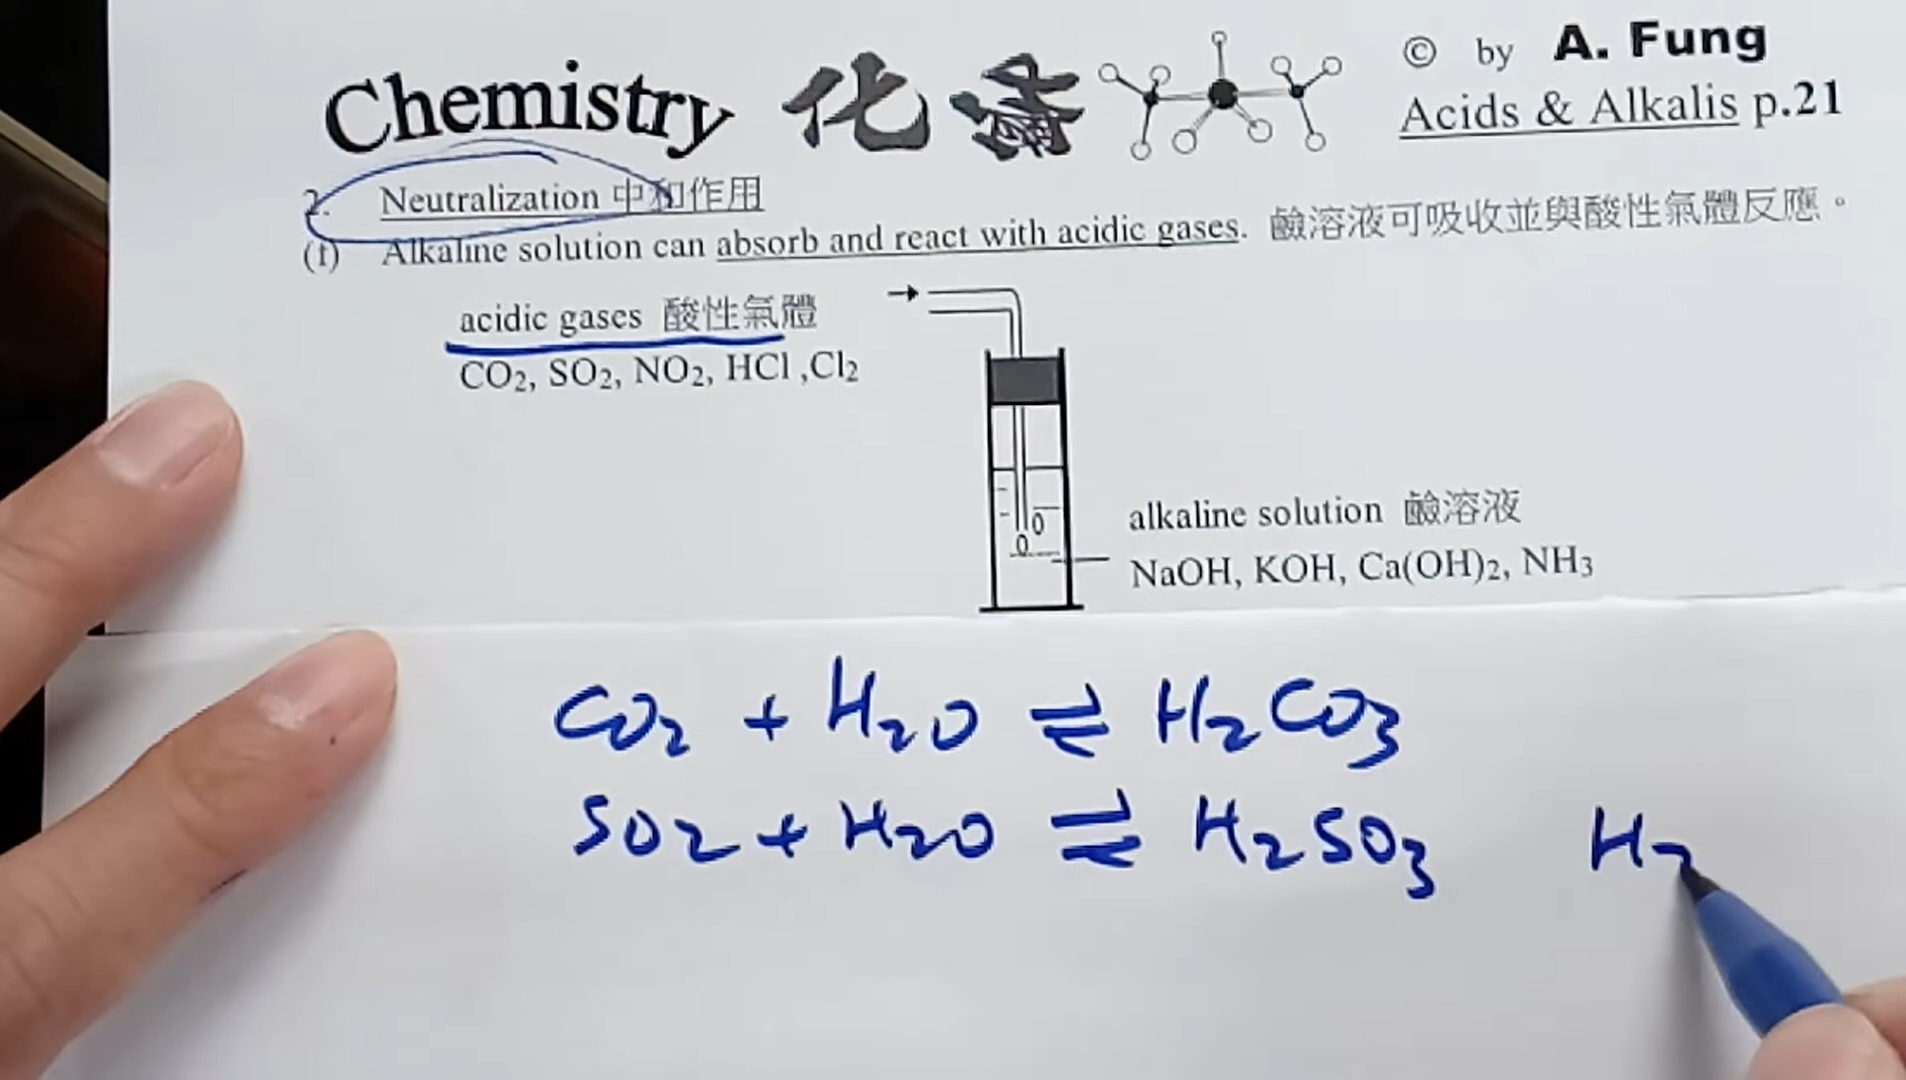 Chemistry 化濤
© by A. Fung
Acids & Alkalis p.21
2. Neutralization 中和作用
(f) Alkaline solution can absorb and react with acidic gases. 鹼溶液可吸收並與酸性氣體反應。
acidic gases 酸性氣體
CO2, SO2, NO2, HCl ,Cl2
alkaline solution 鹼溶液
NaOH, KOH, Ca(OH)2, NH3
CO2 + H2O ⇌ H2CO3
SO2 + H2O ⇌ H2SO3 H2